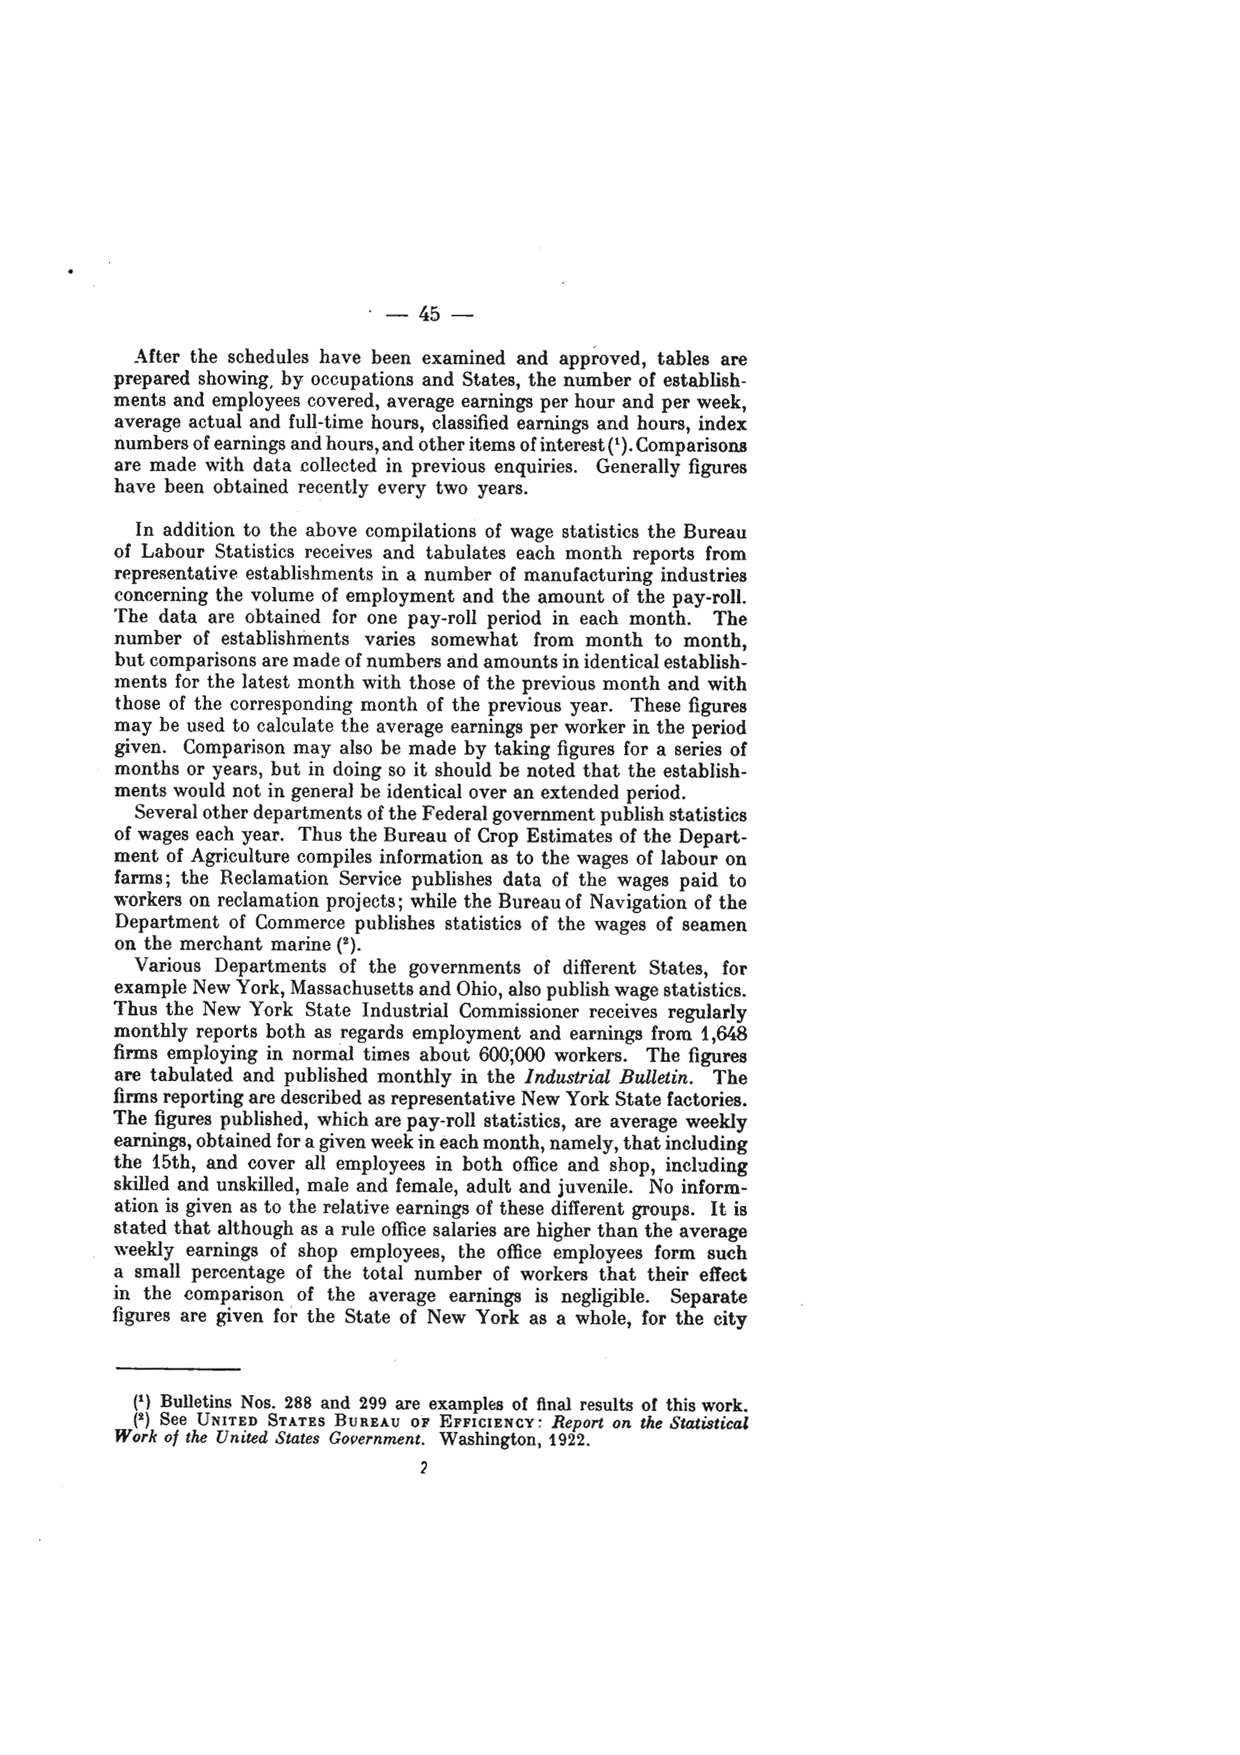 — 45 —
After the schedules have been examined and approved, tables are
prepared showing, by occupations and States, the number of establish-
ments and employees covered, average earnings per hour and per week,
average actual and full-time hours, classified earnings and hours, index
numbers of earnings and hours, and other items of interest (¹). Comparisons
are made with data collected in previous enquiries. Generally figures
have been obtained recently every two years.
In addition to the above compilations of wage statistics the Bureau
of Labour Statistics receives and tabulates each month reports from
representative establishments in a number of manufacturing industries
concerning the volume of employment and the amount of the pay-roll.
The data are obtained for one pay-roll period in each month. The
number of establishments varies somewhat from month to month,
but comparisons are made of numbers and amounts in identical establish-
ments for the latest month with those of the previous month and with
those of the corresponding month of the previous year. These figures
may be used to calculate the average earnings per worker in the period
given. Comparison may also be made by taking figures for a series of
months or years, but in doing so it should be noted that the establish-
ments would not in general be identical over an extended period.
Several other departments of the Federal government publish statistics
of wages each year. Thus the Bureau of Crop Estimates of the Depart-
ment of Agriculture compiles information as to the wages of labour on
farms; the Reclamation Service publishes data of the wages paid to
workers on reclamation projects; while the Bureau of Navigation of the
Department of Commerce publishes statistics of the wages of seamen
on the merchant marine (²).
Various Departments of the governments of different States, for
example New York, Massachusetts and Ohio, also publish wage statistics.
Thus the New York State Industrial Commissioner receives regularly
monthly reports both as regards employment and earnings from 1,648
firms employing in normal times about 600,000 workers. The figures
are tabulated and published monthly in the Industrial Bulletin. The
firms reporting are described as representative New York State factories.
The figures published, which are pay-roll statistics, are average weekly
earnings, obtained for a given week in each month, namely, that including
the 15th, and cover all employees in both office and shop, including
skilled and unskilled, male and female, adult and juvenile. No inform-
ation is given as to the relative earnings of these different groups. It is
stated that although as a rule office salaries are higher than the average
weekly earnings of shop employees, the office employees form such
a small percentage of the total number of workers that their effect
in the comparison of the average earnings is negligible. Separate
figures are given for the State of New York as a whole, for the city
(¹) Bulletins Nos. 288 and 299 are examples of final results of this work.
(²) See UNITED STATES BUREAU OF EFFICIENCY: Report on the Statistical
Work of the United States Government. Washington, 1922.
2